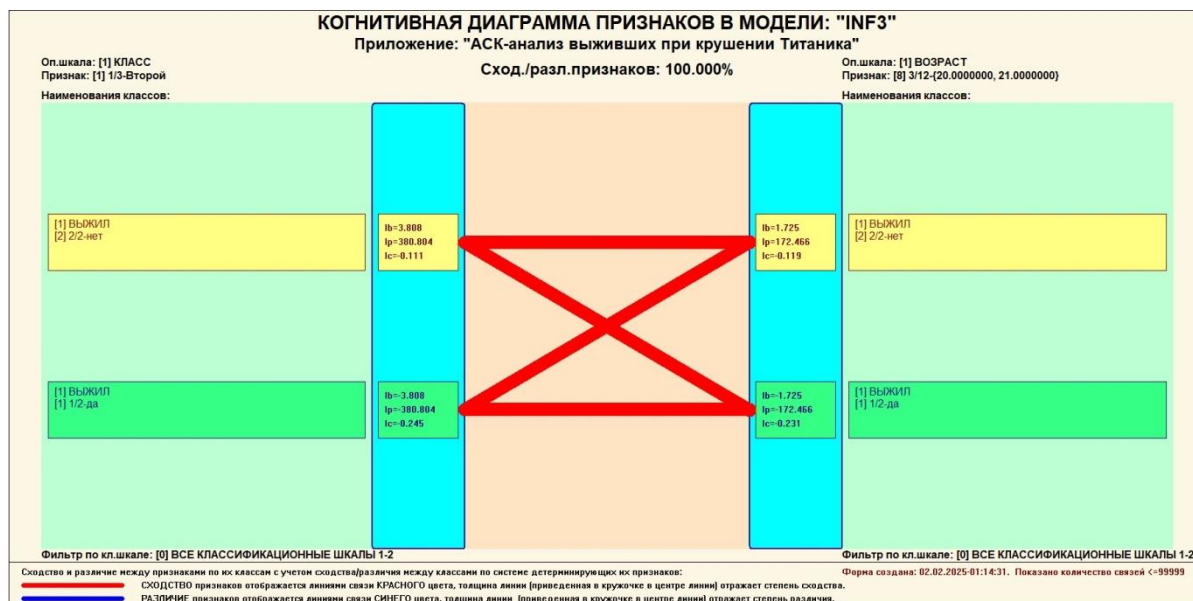 КОГНИТИВНАЯ ДИАГРАММА ПРИЗНАКОВ В МОДЕЛИ: "INF3"
Приложение: "АСК-анализ выживших при крушении Титаника"
Оп.шкала: [1] КЛАСС
Признак: [1] 1/3-Второй
Сход./разл.признаков: 100.000%
Оп.шкала: [1] ВОЗРАСТ
Признак: [8] 3/12-{20.0000000, 21.0000000}
Наименования классов:
Наименования классов:
[1] ВЫЖИЛ
[2] 2/2-нет
Ib=3.808
Ip=380.804
Ic=-0.111
Ib=1.725
Ip=172.466
Ic=-0.119
[1] ВЫЖИЛ
[2] 2/2-нет
[1] ВЫЖИЛ
[1] 1/2-да
Ib=-3.808
Ip=-380.804
Ic=-0.245
Ib=-1.725
Ip=-172.466
Ic=-0.231
[1] ВЫЖИЛ
[1] 1/2-да
Фильтр по кл.шкале: [0] ВСЕ КЛАССИФИКАЦИОННЫЕ ШКАЛЫ 1-2
Фильтр по кл.шкале: [0] ВСЕ КЛАССИФИКАЦИОННЫЕ ШКАЛЫ 1-2
Сходство и различие между признаками по их классам с учетом сходства/различия между классами по системе детерминирующих их признаков:
Форма создана: 02.02.2025-01:14:31. Показано количество связей <=99999
СХОДСТВО признаков отображается линиями связи КРАСНОГО цвета, толщина линии (приведенная в кружочке в центре линии) отражает степень сходства.
РАЗЛИЧИЕ признаков отображается линиями связи СИНЕГО цвета, толщина линии (приведенная в кружочке в центре линии) отражает степень различия.